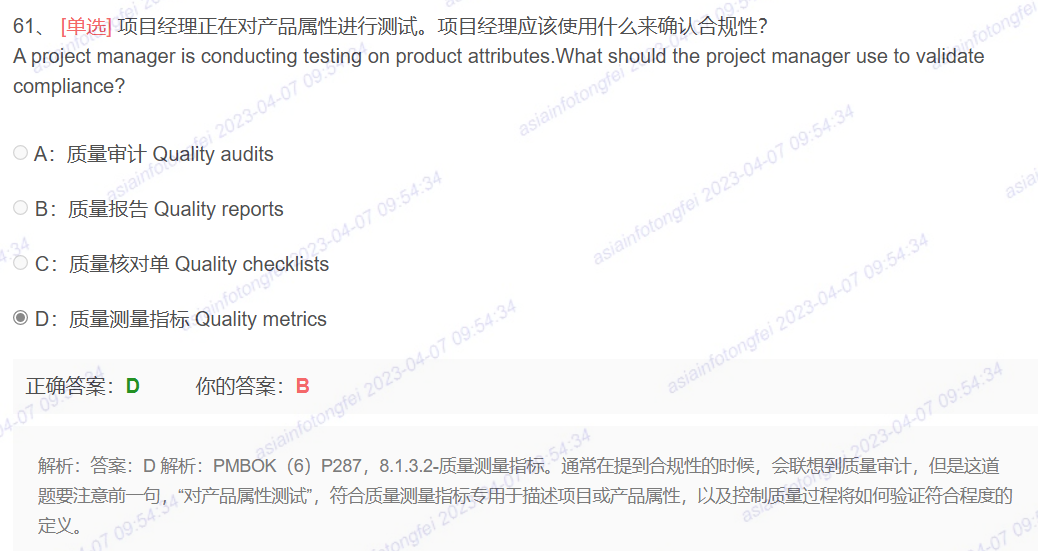 61、 [单选] 项目经理正在对产品属性进行测试。项目经理应该使用什么来确认合规性？
A project manager is conducting testing on product attributes.What should the project manager use to validate
compliance?
A：质量审计 Quality audits
B：质量报告 Quality reports
C：质量核对单 Quality checklists
D：质量测量指标 Quality metrics
正确答案：D 你的答案：B
解析：答案：D 解析：PMBOK（6）P287，8.1.3.2-质量测量指标。通常在提到合规性的时候，会联想到质量审计，但是这道
题要注意前一句，“对产品属性测试”，符合质量测量指标专用于描述项目或产品属性，以及控制质量过程将如何验证符合程度的
定义。
asiainfotongfei 2023-04-07 09:54:34